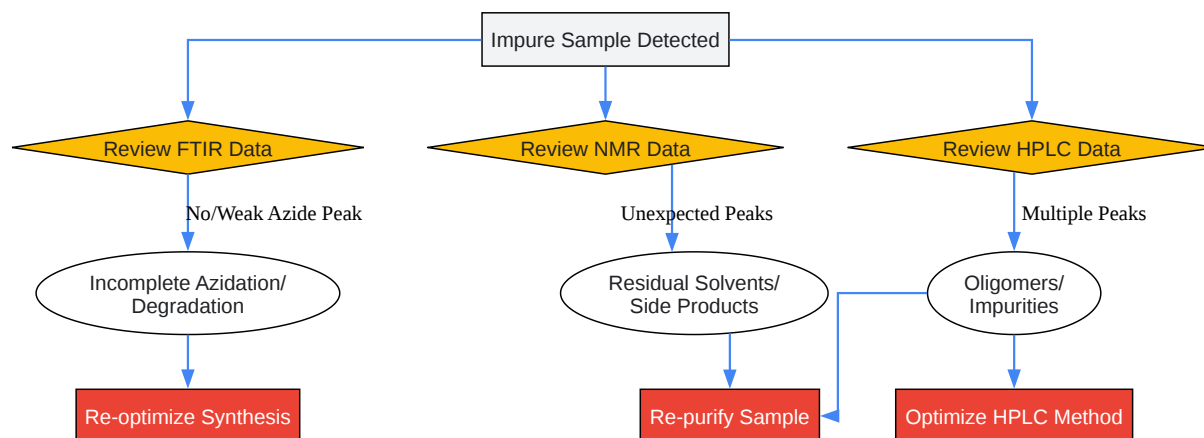 Impure Sample Detected
Review FTIR Data
Review NMR Data
Review HPLC Data
No/Weak Azide Peak
Unexpected Peaks
Multiple Peaks
Incomplete Azidation/
Degradation
Residual Solvents/
Side Products
Oligomers/
Impurities
Re-optimize Synthesis
Re-purify Sample
Optimize HPLC Method